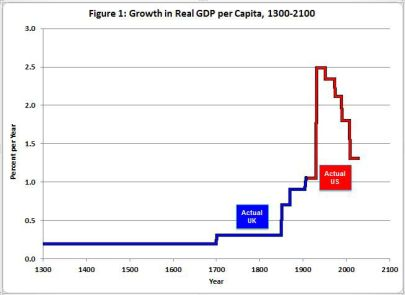 Figure 1: Growth in Real GDP per Capita, 1300-2100
3.0
2.5
2.0
1.5
1.0
0.5
0.0
Percent per Year
Actual
UK
Actual
US
1300
1400
1500
1600
1700
1800
1900
2000
2100
Year